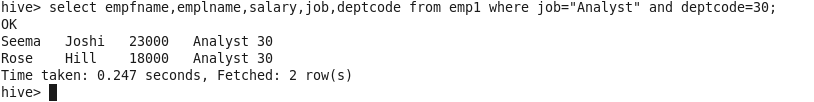 hive> select empfname,emplname,salary,job,deptcode from emp1 where job="Analyst" and deptcode=30;
OK
Seema   Joshi   23000   Analyst 30
Rose    Hill    18000   Analyst 30
Time taken: 0.247 seconds, Fetched: 2 row(s)
hive>